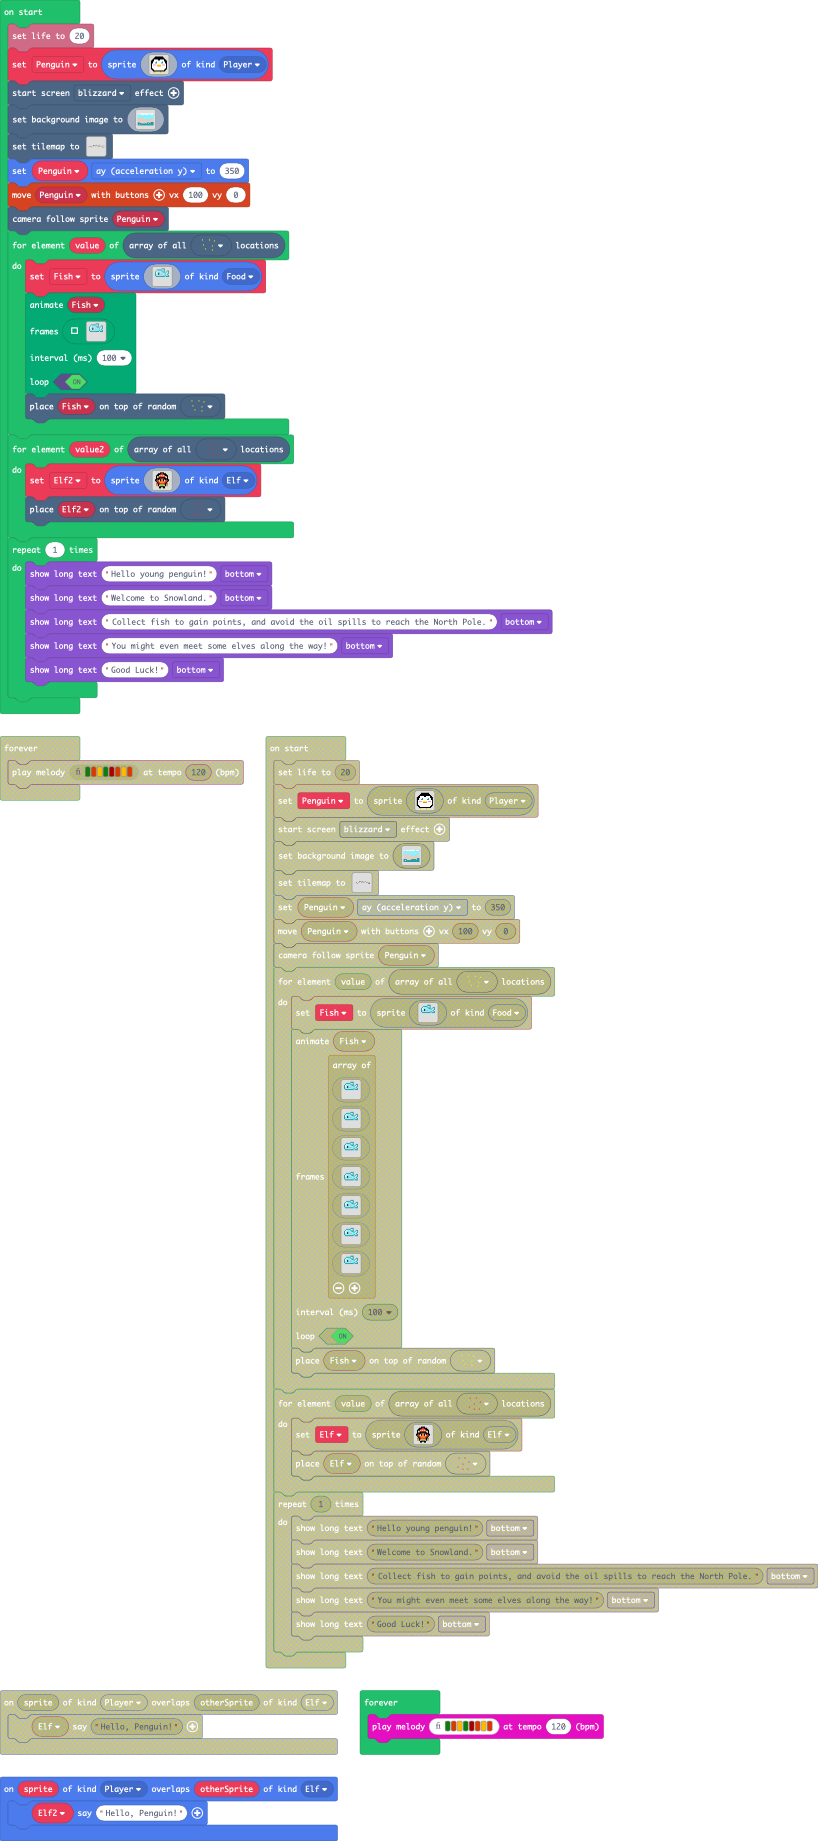 on start
set life to 20
set Penguin to sprite of kind Player
start screen blizzard effect
set background image to
set tilemap to
set Penguin ay (acceleration y) to 350
move Penguin with buttons vx 100 vy 0
camera follow sprite Penguin
for element value of array of all locations
do
set Fish to sprite of kind Food
animate Fish
frames
interval (ms) 100
loop ON
place Fish on top of random
for element value2 of array of all locations
do
set Elf2 to sprite of kind Elf
place Elf2 on top of random
repeat 1 times
do
show long text "Hello young penguin!" bottom
show long text "Welcome to Snowland." bottom
show long text "Collect fish to gain points, and avoid the oil spills to reach the North Pole." bottom
show long text "You might even meet some elves along the way!" bottom
show long text "Good Luck!" bottom
forever
play melody at tempo 120 (bpm)
on start
set life to 20
set Penguin to sprite of kind Player
start screen blizzard effect
set background image to
set tilemap to
set Penguin ay (acceleration y) to 350
move Penguin with buttons vx 100 vy 0
camera follow sprite Penguin
for element value of array of all locations
do
set Fish to sprite of kind Food
animate Fish
array of
frames
interval (ms) 100
loop ON
place Fish on top of random
for element value of array of all locations
do
set Elf to sprite of kind Elf
place Elf on top of random
repeat 1 times
do
show long text "Hello young penguin!" bottom
show long text "Welcome to Snowland." bottom
show long text "Collect fish to gain points, and avoid the oil spills to reach the North Pole." bottom
show long text "You might even meet some elves along the way!" bottom
show long text "Good Luck!" bottom
on sprite of kind Player overlaps otherSprite of kind Elf
Elf say "Hello, Penguin!"
forever
play melody at tempo 120 (bpm)
on sprite of kind Player overlaps otherSprite of kind Elf
Elf2 say "Hello, Penguin!"